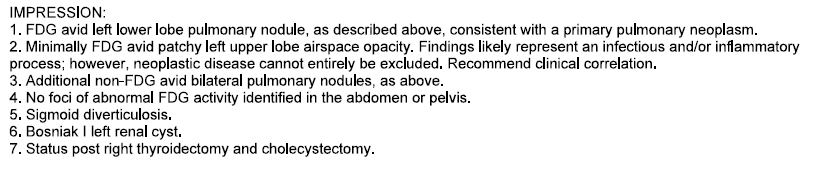 IMPRESSION:
1. FDG avid left lower lobe pulmonary nodule, as described above, consistent with a primary pulmonary neoplasm.
2. Minimally FDG avid patchy left upper lobe airspace opacity. Findings likely represent an infectious and/or inflammatory
process; however, neoplastic disease cannot entirely be excluded. Recommend clinical correlation.
3. Additional non-FDG avid bilateral pulmonary nodules, as above.
4. No foci of abnormal FDG activity identified in the abdomen or pelvis.
5. Sigmoid diverticulosis.
6. Bosniak I left renal cyst.
7. Status post right thyroidectomy and cholecystectomy.